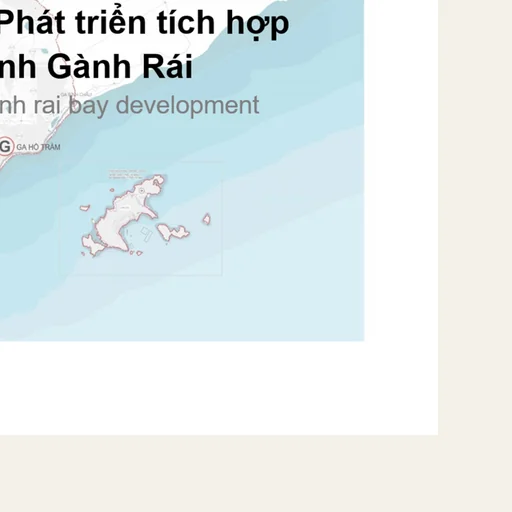 Phát triển tích hợp
nh Gành Rái
nh rai bay development
G GA HỒ TRÀM